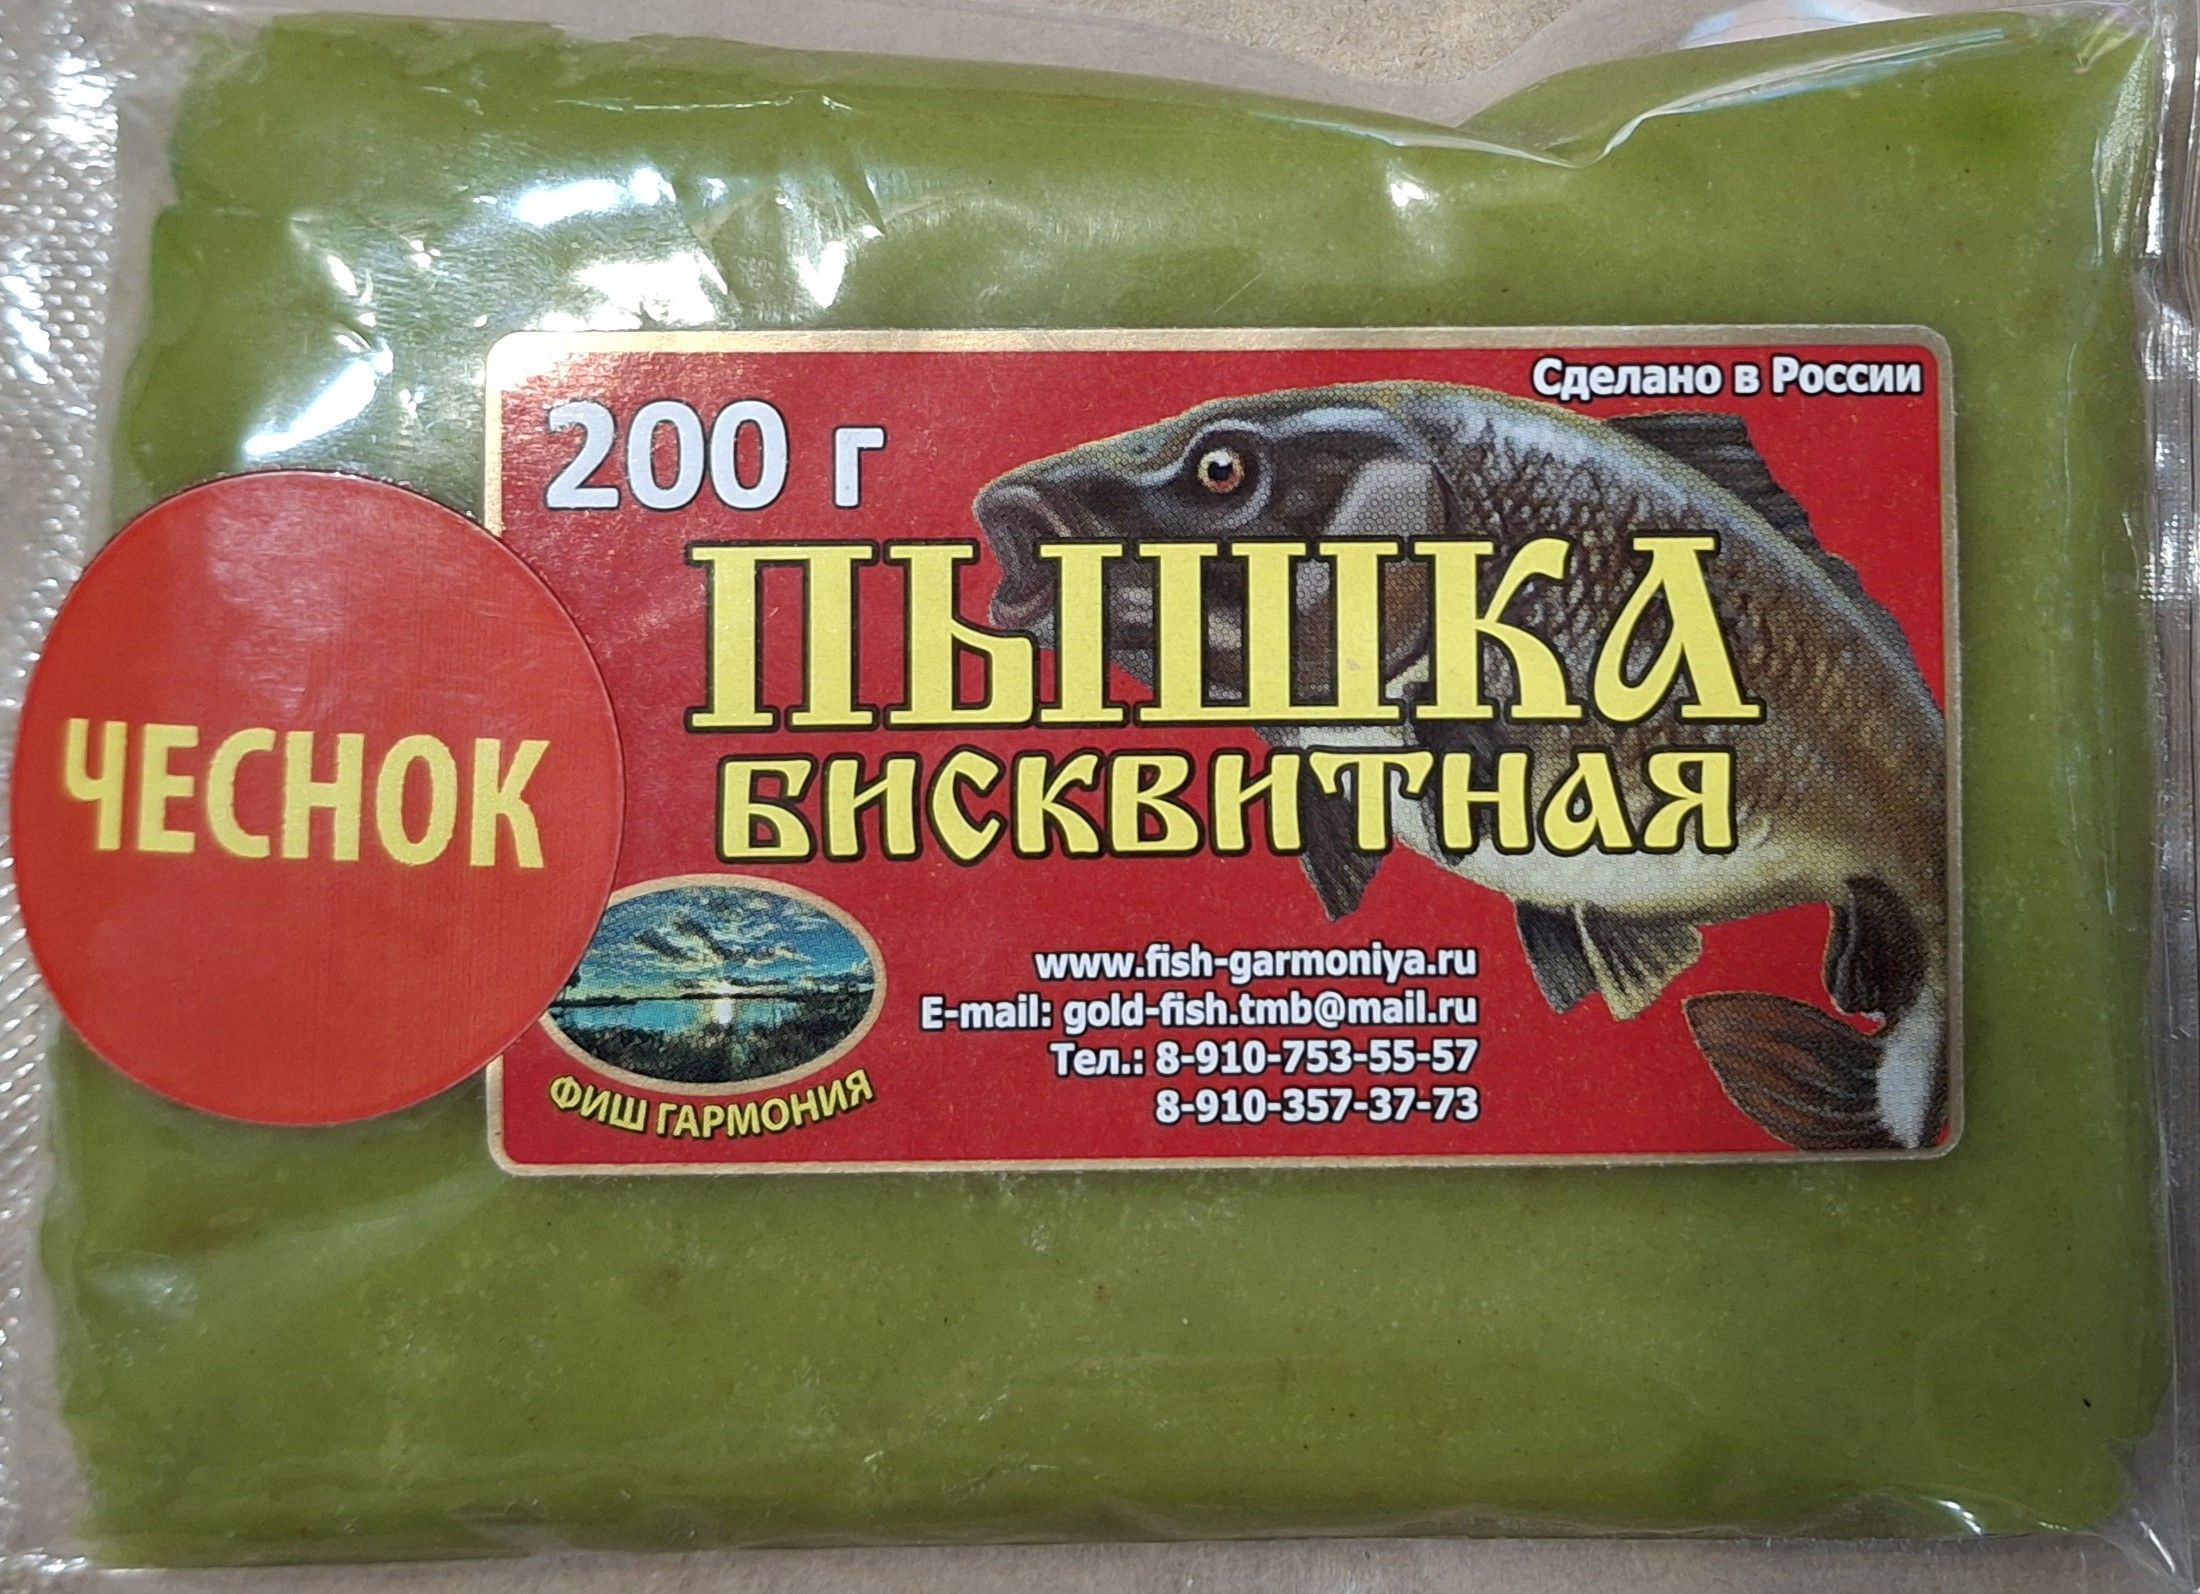 Сделано в России
200 г
ПЫШКА
БИСКВИТНАЯ
ЧЕСНОК
ФИШ ГАРМОНИЯ
www.fish-garmoniya.ru
E-mail: gold-fish.tmb@mail.ru
Тел.: 8-910-753-55-57
8-910-357-37-73